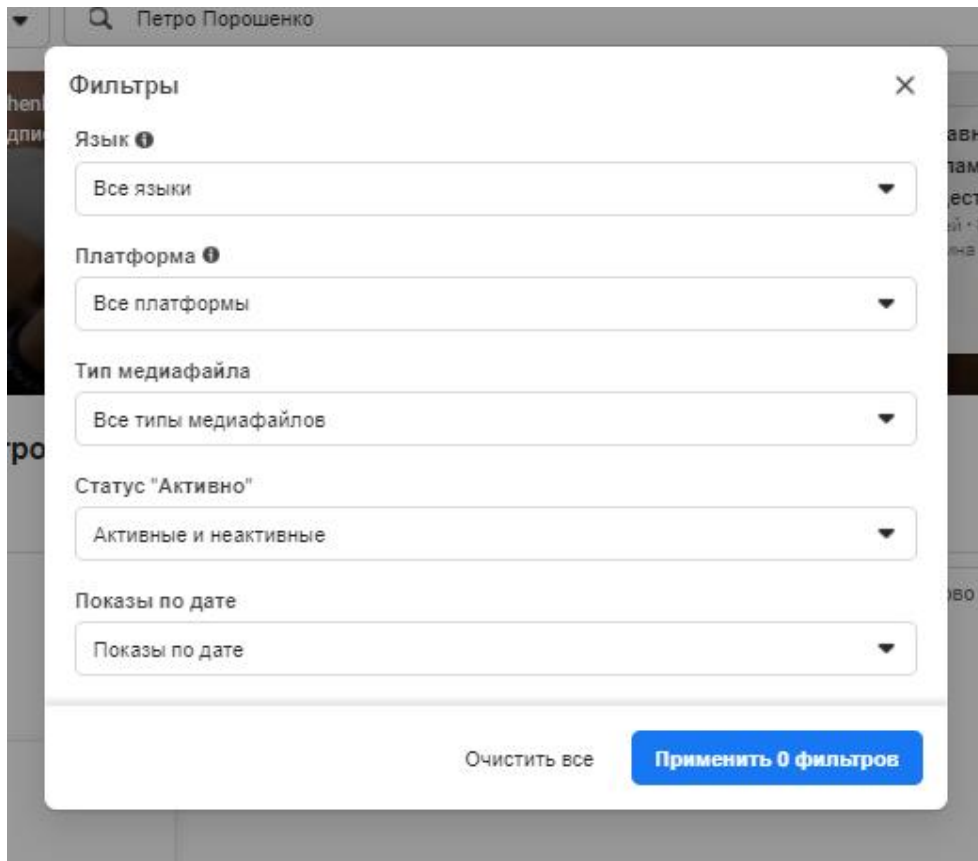 Петро Порошенко
Фильтры
Язык
Все языки
Платформа
Все платформы
Тип медиафайла
Все типы медиафайлов
Статус "Активно"
Активные и неактивные
Показы по дате
Показы по дате
Очистить все
Применить 0 фильтров